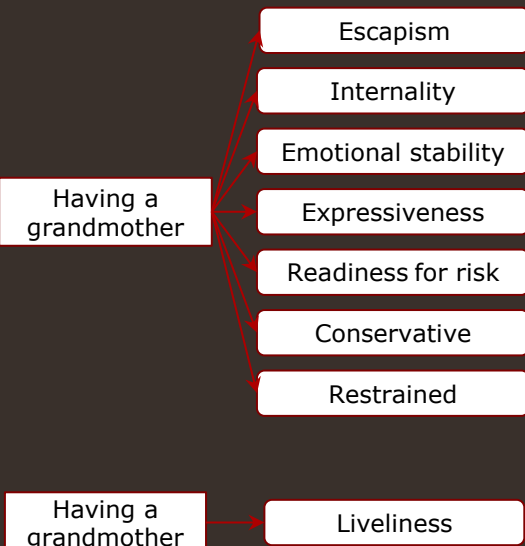 Escapism
Internality
Emotional stability
Having a
grandmother
Expressiveness
Readiness for risk
Conservative
Restrained
Having a
grandmother
Liveliness